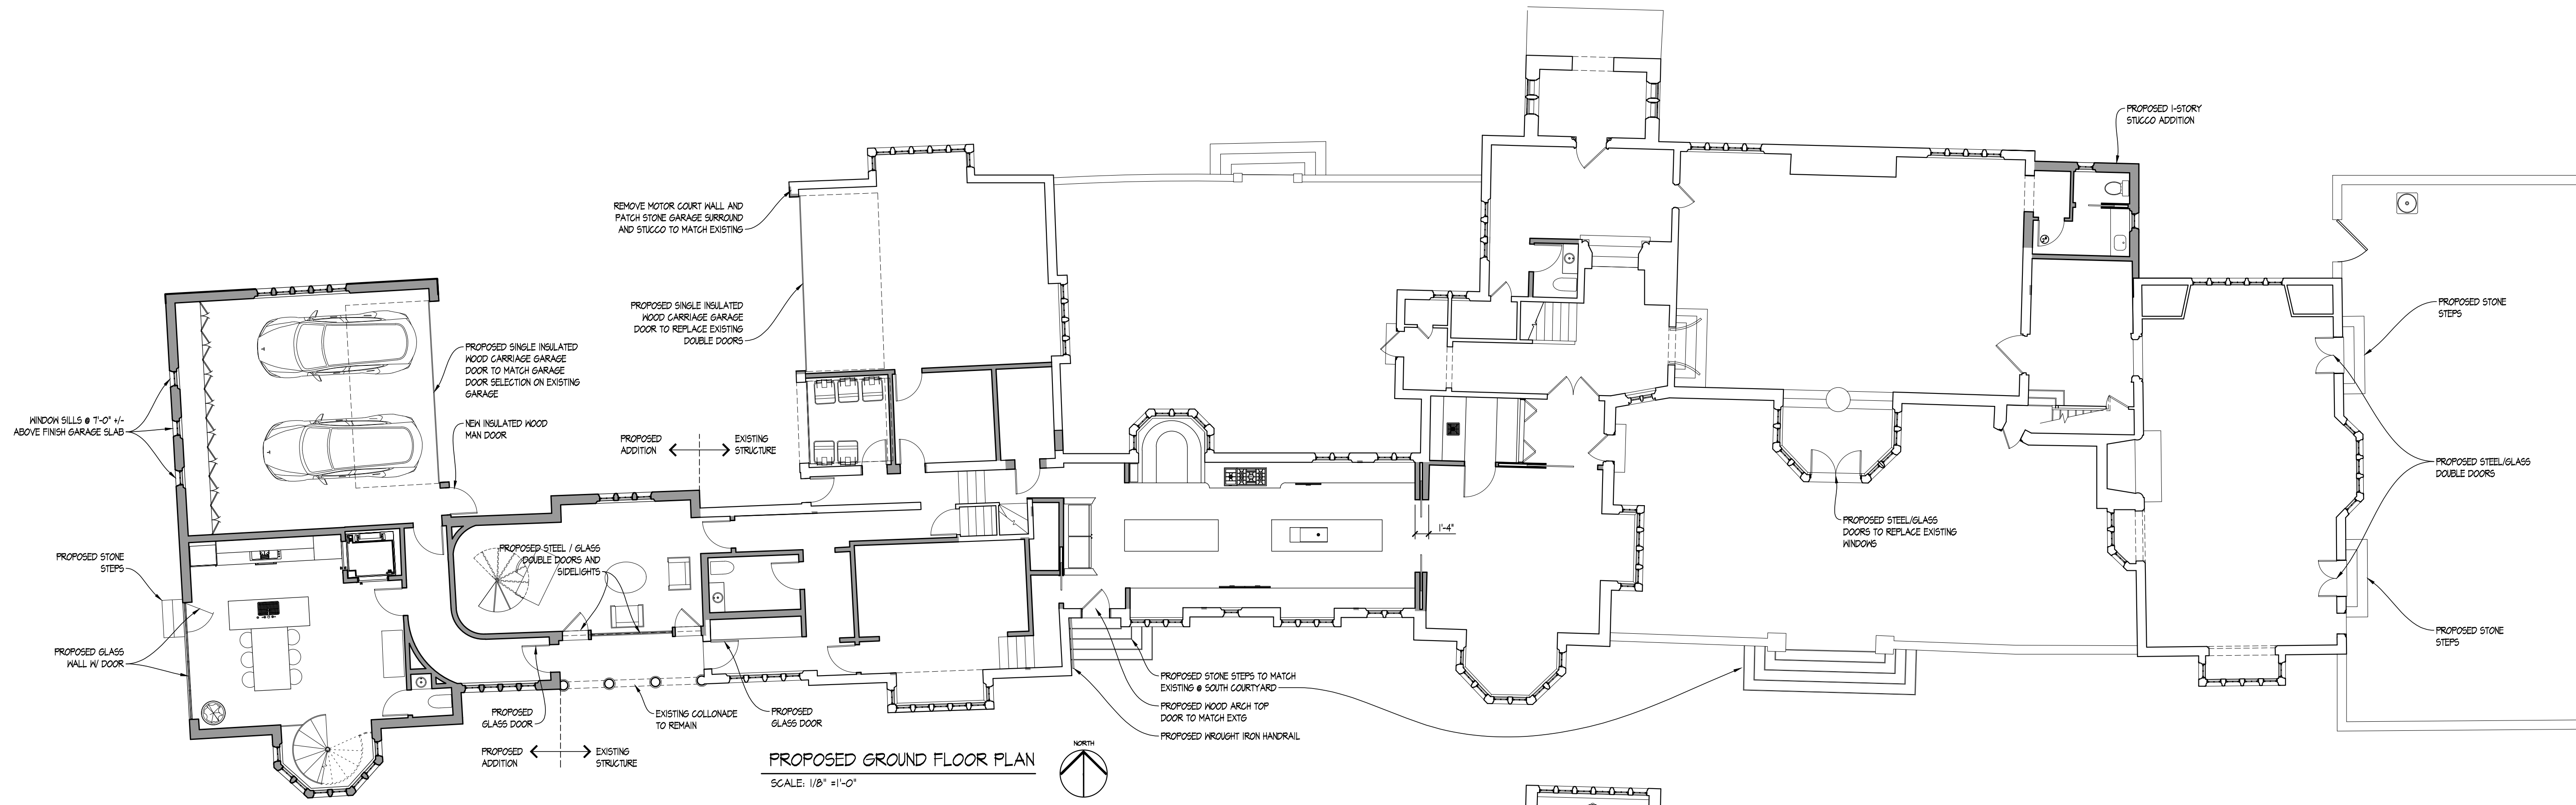 PROPOSED 1-STORY
STUCCO ADDITION
REMOVE MOTOR COURT WALL AND
PATCH STONE GARAGE SURROUND
AND STUCCO TO MATCH EXISTING
PROPOSED SINGLE INSULATED
WOOD CARRIAGE GARAGE
DOOR TO REPLACE EXISTING
DOUBLE DOORS
PROPOSED STONE
STEPS
PROPOSED SINGLE INSULATED
WOOD CARRIAGE GARAGE
DOOR TO MATCH GARAGE
DOOR SELECTION ON EXISTING
GARAGE
WINDOW SILLS @ 7'-0" +/-
ABOVE FINISH GARAGE SLAB
NEW INSULATED WOOD
MAN DOOR
PROPOSED
ADDITION
EXISTING
STRUCTURE
PROPOSED STEEL/GLASS
DOUBLE DOORS
1'-4"
PROPOSED STEEL/GLASS
DOORS TO REPLACE EXISTING
WINDOWS
PROPOSED STONE
STEPS
PROPOSED STEEL / GLASS
DOUBLE DOORS AND
SIDELIGHTS
PROPOSED GLASS
WALL W/ DOOR
PROPOSED STONE
STEPS
PROPOSED STONE STEPS TO MATCH
EXISTING @ SOUTH COURTYARD
PROPOSED WOOD ARCH TOP
DOOR TO MATCH EXTG
PROPOSED WROUGHT IRON HANDRAIL
PROPOSED
GLASS DOOR
EXISTING COLLONADE
TO REMAIN
PROPOSED
GLASS DOOR
PROPOSED
ADDITION
EXISTING
STRUCTURE
PROPOSED GROUND FLOOR PLAN
SCALE: 1/8" =1'-0"
NORTH